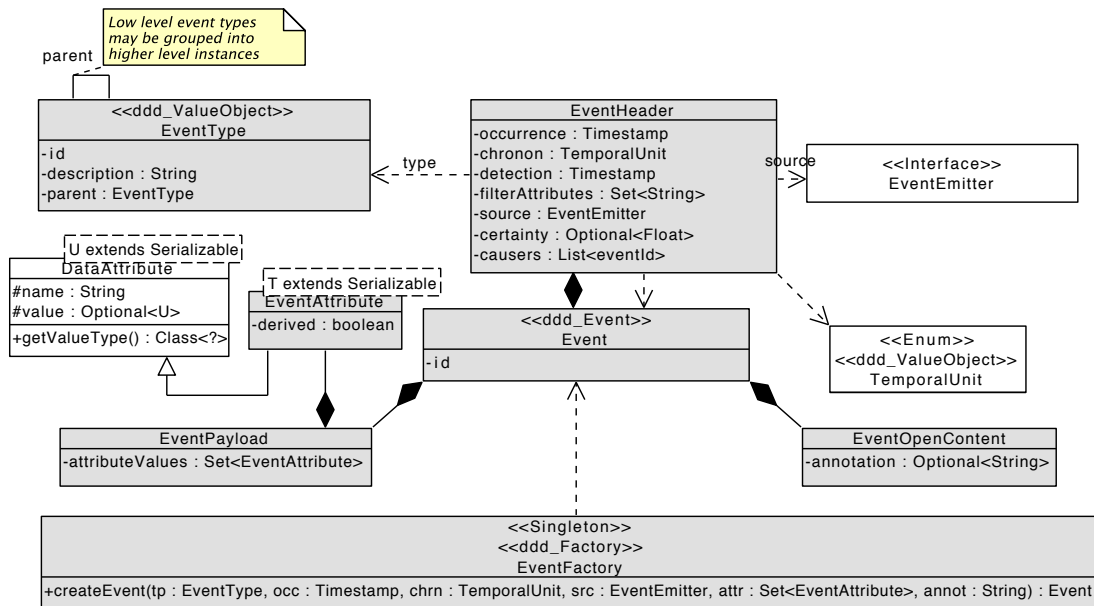 Low level event types
may be grouped into
higher level instances
parent
<<ddd_ValueObject>>
EventType
-id
-description : String
-parent : EventType
type
EventHeader
-occurrence : Timestamp
-chronon : TemporalUnit
-detection : Timestamp
-filterAttributes : Set<String>
-source : EventEmitter
-certainty : Optional<Float>
-causers : List<eventId>
source
<<Interface>>
EventEmitter
U extends Serializable
DataAttribute
#name : String
#value : Optional<U>
+getValueType() : Class<?>
T extends Serializable
EventAttribute
-derived : boolean
<<ddd_Event>>
Event
-id
<<Enum>>
<<ddd_ValueObject>>
TemporalUnit
EventPayload
-attributeValues : Set<EventAttribute>
EventOpenContent
-annotation : Optional<String>
<<Singleton>>
<<ddd_Factory>>
EventFactory
+createEvent(tp : EventType, occ : Timestamp, chrn : TemporalUnit, src : EventEmitter, attr : Set<EventAttribute>, annot : String) : Event